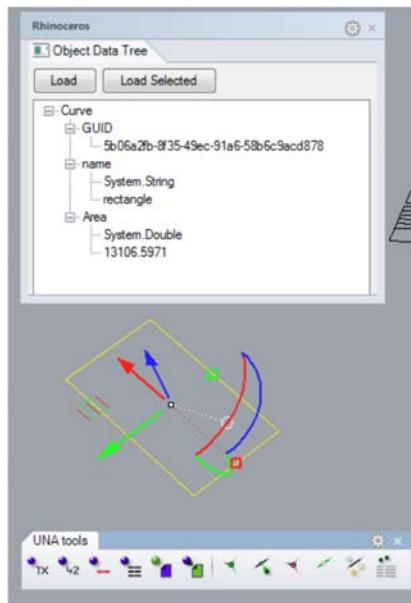 Rhinoceros
Object Data Tree
Load
Load Selected
Curve
GUID
5b06a2fb-8f35-49ec-91a6-58b6c9acd878
name
System.String
rectangle
Area
System.Double
13106.5971
UNA tools
TX